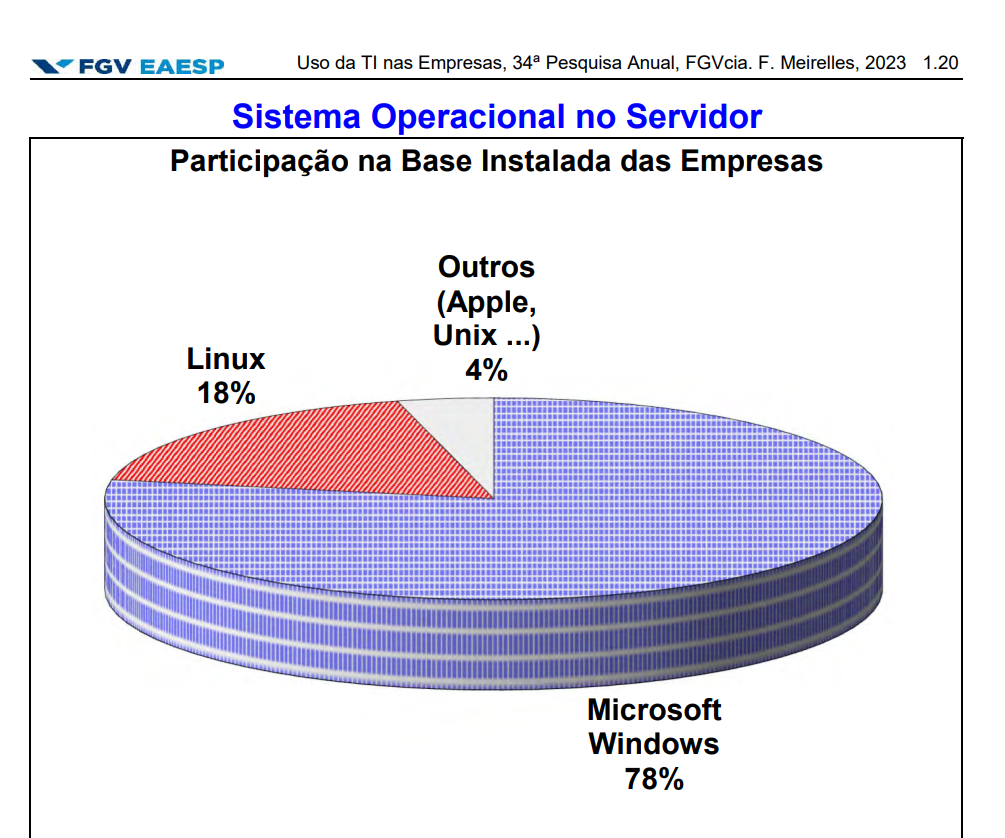 FGV EAESP
Uso da TI nas Empresas, 34ª Pesquisa Anual, FGVcia. F. Meirelles, 2023 1.20
Sistema Operacional no Servidor
Participação na Base Instalada das Empresas
Outros
(Apple,
Unix ...)
4%
Linux
18%
Microsoft
Windows
78%